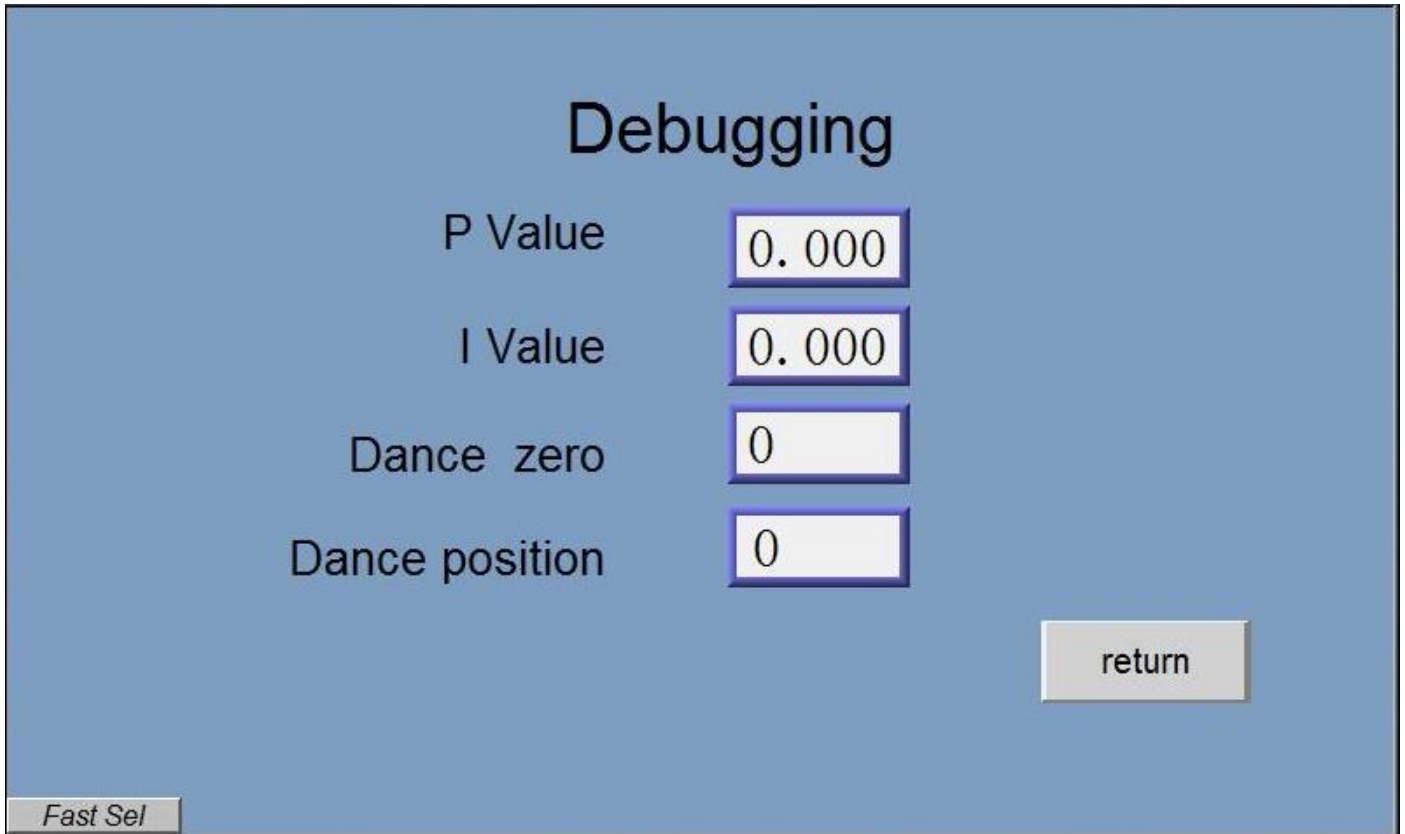 Debugging
P Value 0.000
I Value 0.000
Dance zero 0
Dance position 0
return
Fast Sel